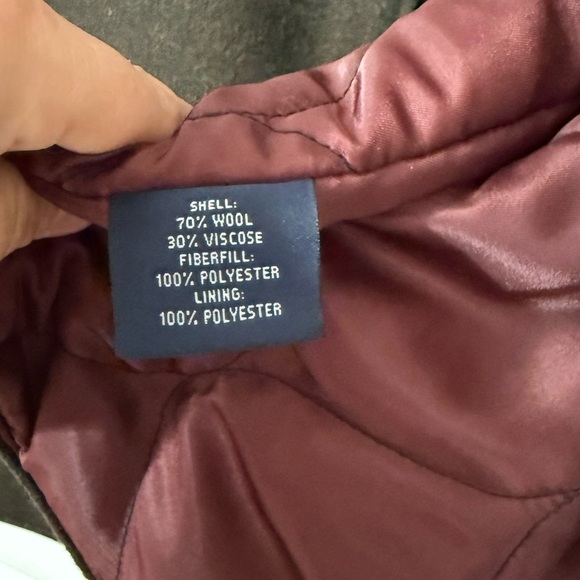 SHELL:
70% WOOL
30% VISCOSE
FIBERFILL:
100% POLYESTER
LINING:
100% POLYESTER